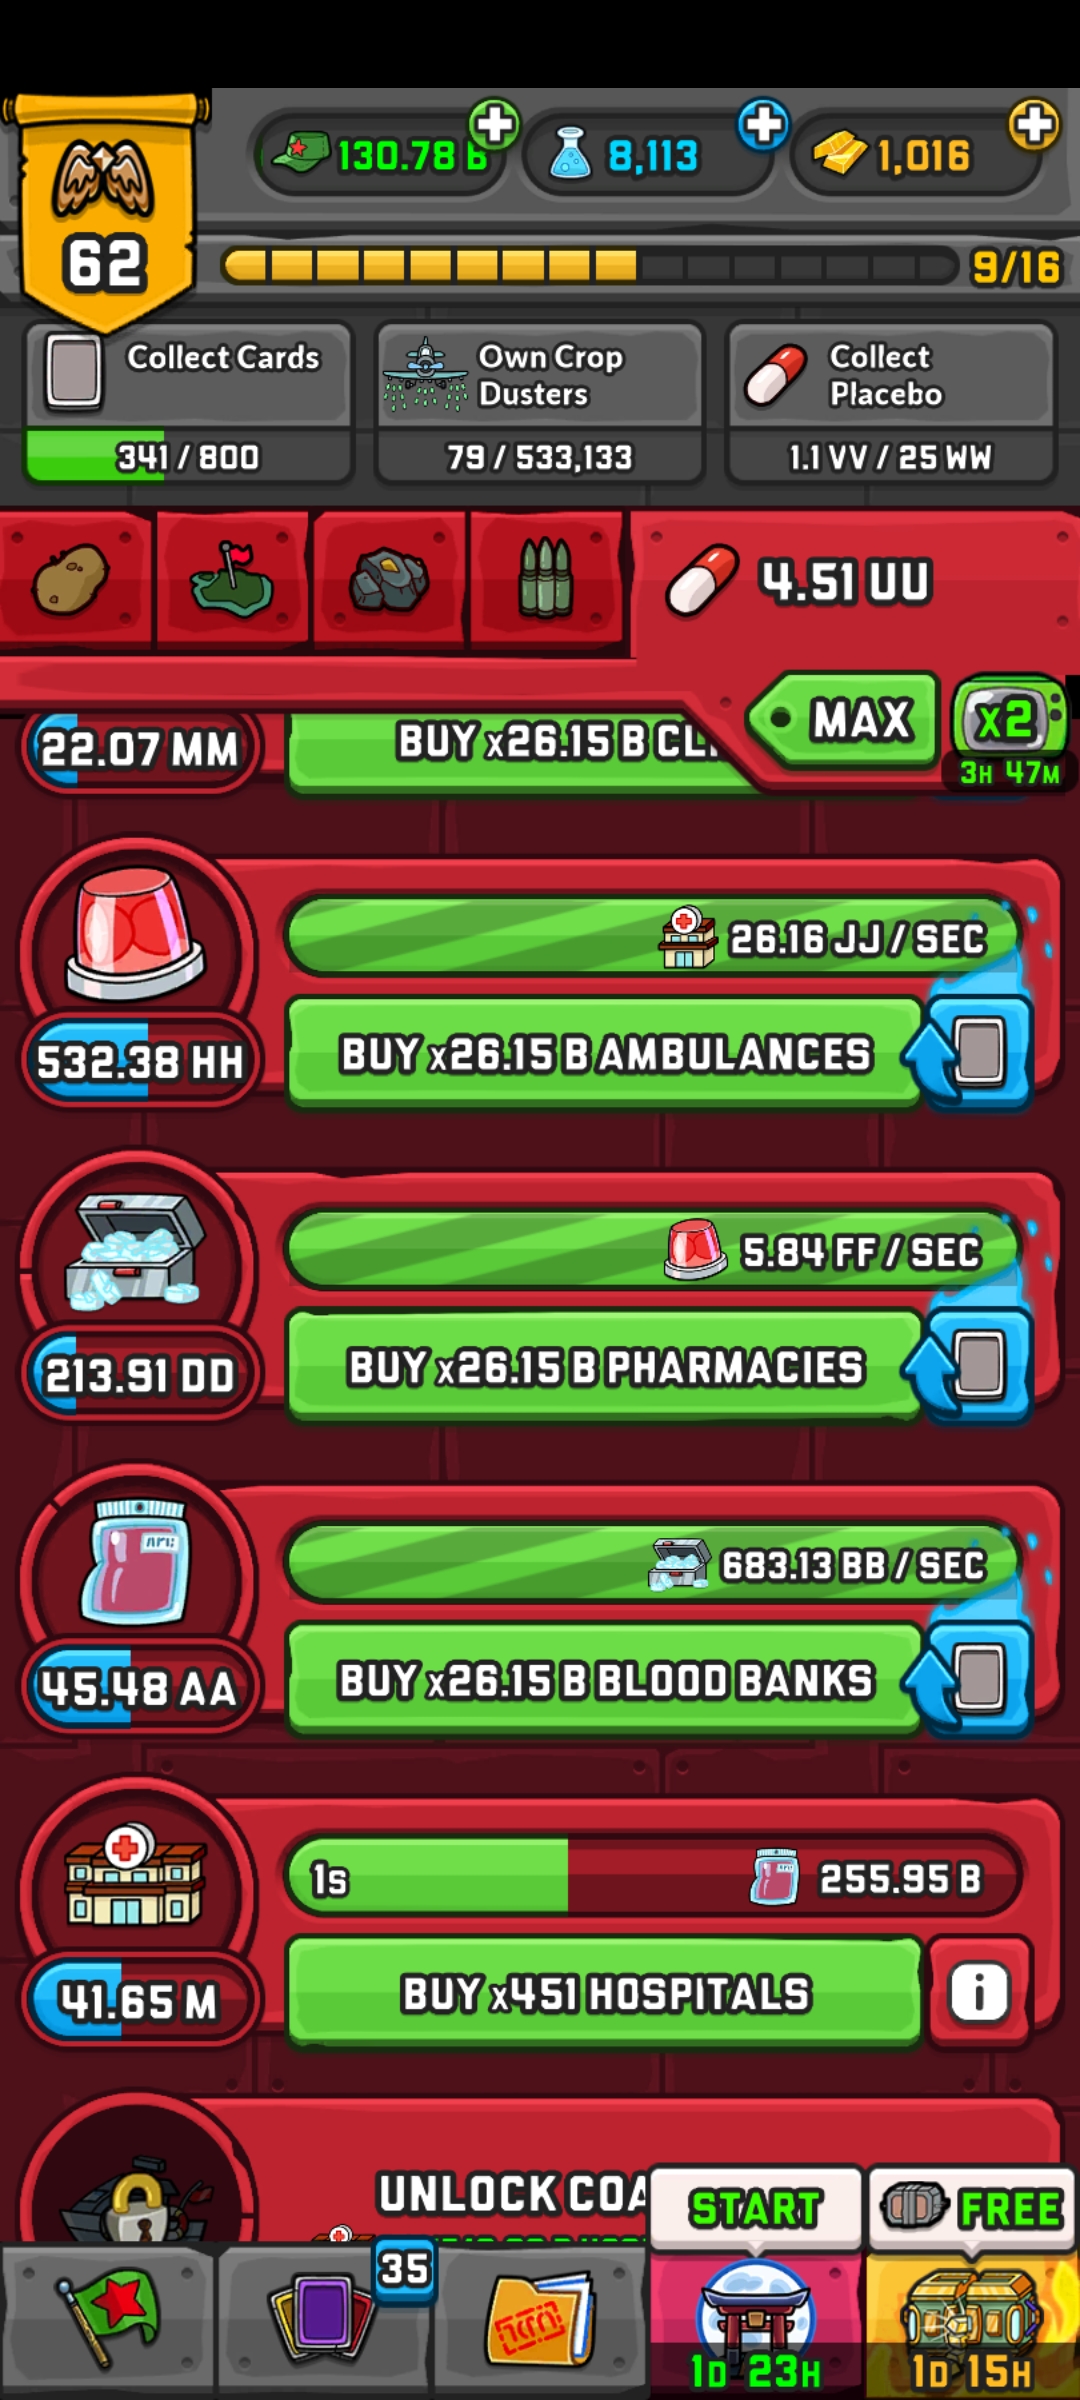 130.78 B
8,113
1,016
62
9/16
Collect Cards
341 / 800
Own Crop
Dusters
79 / 533,133
Collect
Placebo
1.1 VV / 25 WW
4.51 UU
MAX
x2
3H 47M
22.07 MM
BUY x26.15 B
26.16 JJ / SEC
532.38 HH
BUY x26.15 B AMBULANCES
5.84 FF / SEC
213.91 DD
BUY x26.15 B PHARMACIES
683.13 BB / SEC
45.48 AA
BUY x26.15 B BLOOD BANKS
1s
255.95 B
41.65 M
BUY x451 HOSPITALS
i
UNLOCK
START
FREE
35
1D 23H
1D 15H